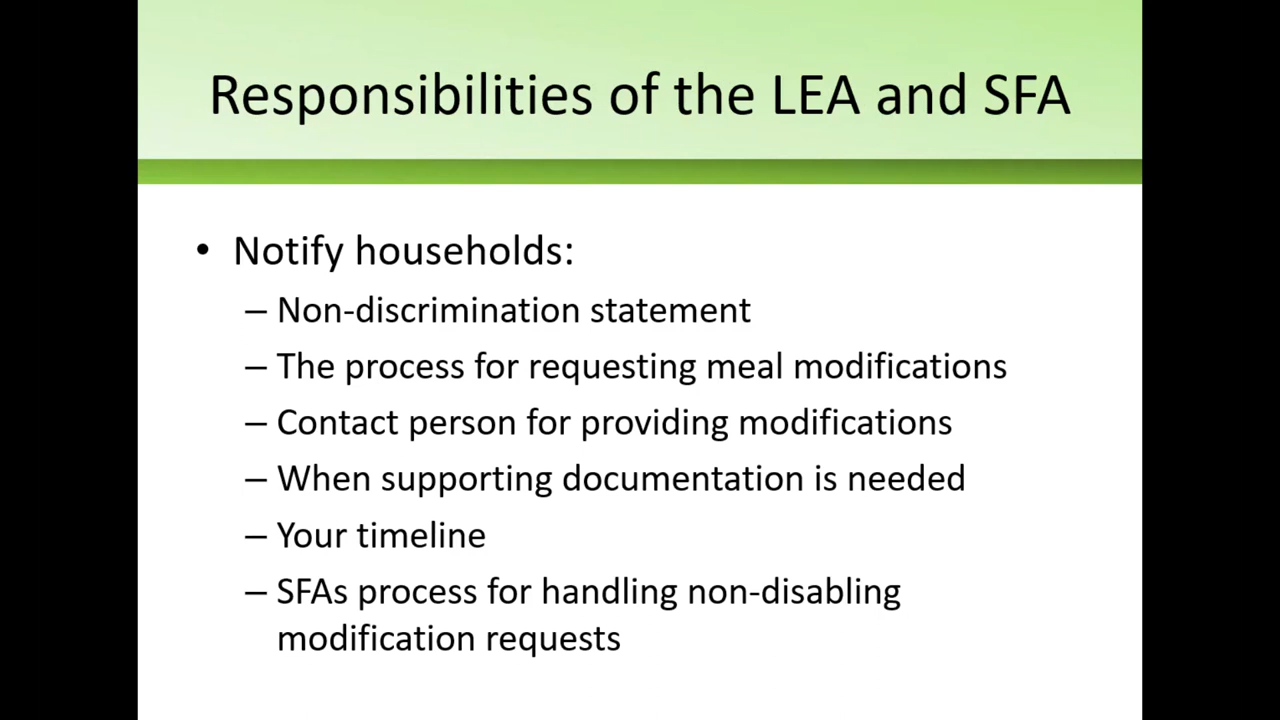 Responsibilities of the LEA and SFA
• Notify households:
– Non-discrimination statement
– The process for requesting meal modifications
– Contact person for providing modifications
– When supporting documentation is needed
– Your timeline
– SFAs process for handling non-disabling
modification requests